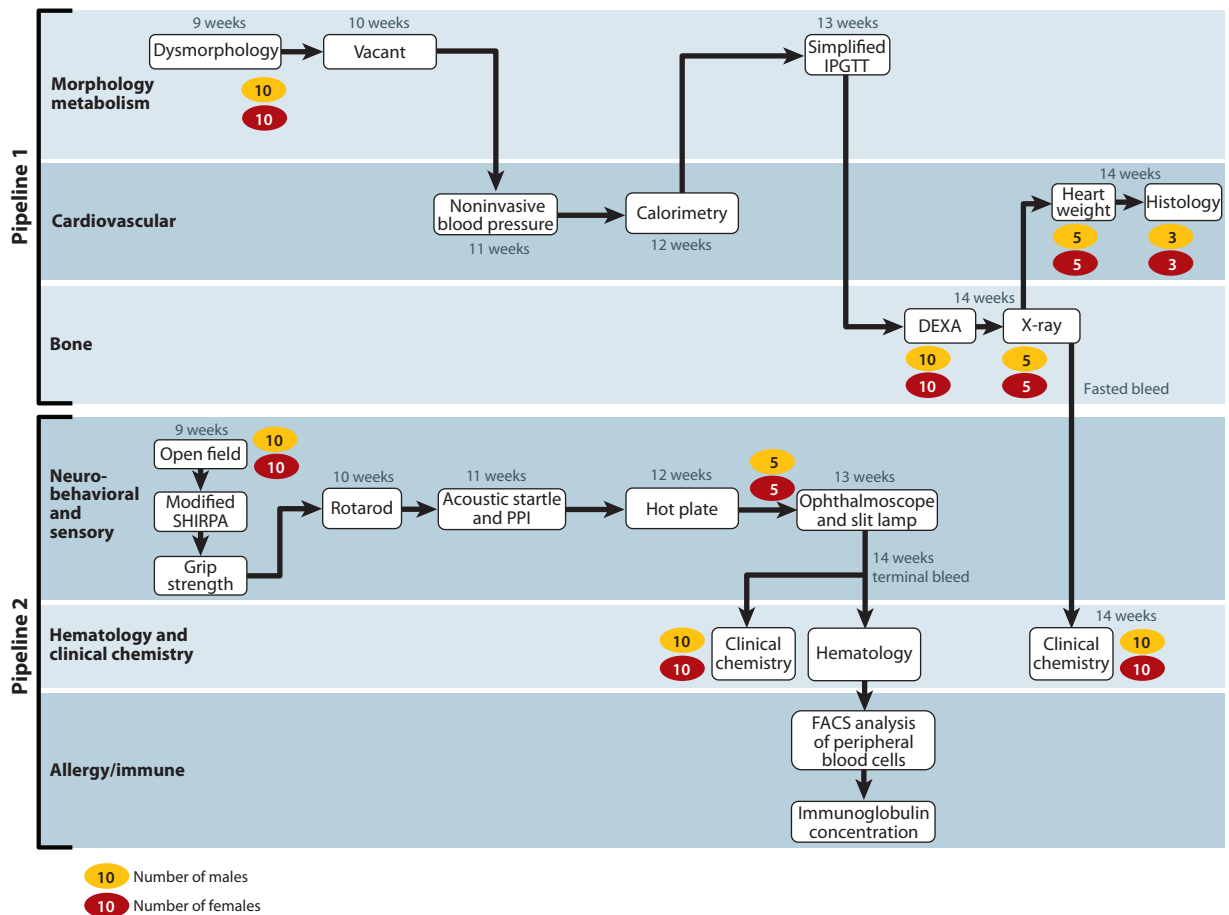 Pipeline 1
Morphology
metabolism
9 weeks
Dysmorphology
10
10
10 weeks
Vacant
13 weeks
Simplified
IPGTT
Cardiovascular
Noninvasive
blood pressure
11 weeks
Calorimetry
12 weeks
14 weeks
Heart
weight
5
5
Histology
3
3
Bone
14 weeks
DEXA
10
10
X-ray
5
5
Fasted bleed
Pipeline 2
Neuro-
behavioral
and
sensory
9 weeks
Open field
10
10
Modified
SHIRPA
Grip
strength
10 weeks
Rotarod
11 weeks
Acoustic startle
and PPI
12 weeks
Hot plate
5
5
13 weeks
Ophthalmoscope
and slit lamp
14 weeks
terminal bleed
Hematology and
clinical chemistry
10
10
Clinical
chemistry
Hematology
14 weeks
Clinical
chemistry
10
10
Allergy/immune
FACS analysis
of peripheral
blood cells
Immunoglobulin
concentration
10 Number of males
10 Number of females